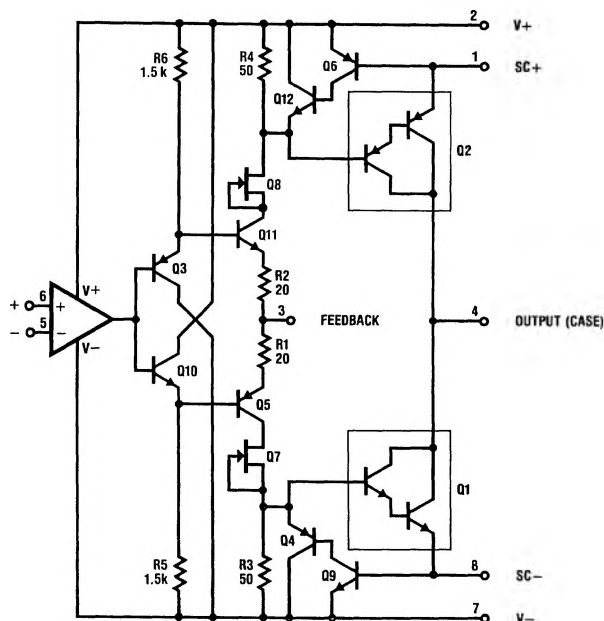 2 V+
R6
1.5 k
R4
50
Q6
1 SC+
Q12
Q2
Q8
Q11
Q3
R2
20
V+
+ 6 +
- 5 -
V-
3 FEEDBACK
4 OUTPUT (CASE)
R1
20
Q10
Q5
Q7
Q1
R5
1.5k
R3
50
Q4
Q9
8 SC-
7 V-